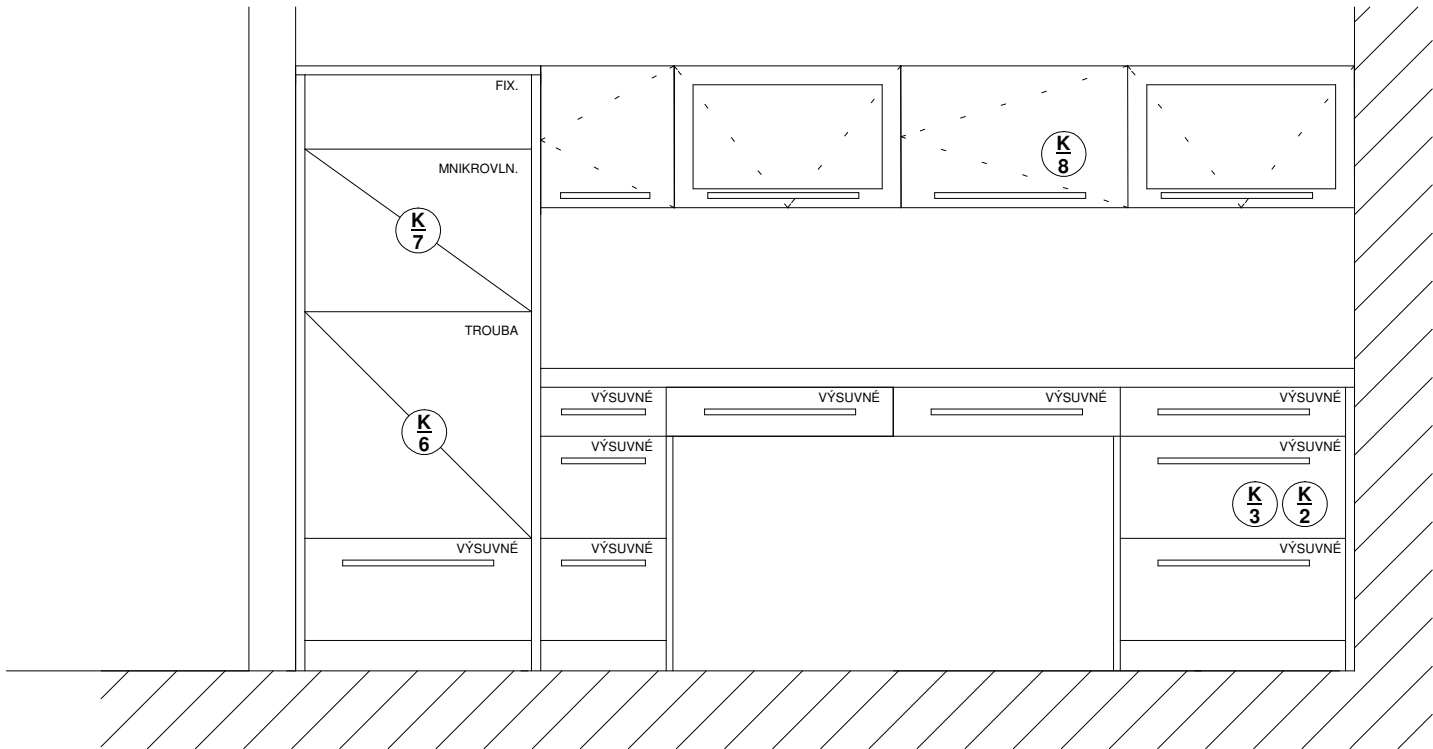 FIX.
MNIKROVLN.
K
7
K
8
TROUBA
K
6
VÝSUVNÉ
VÝSUVNÉ
VÝSUVNÉ
VÝSUVNÉ
VÝSUVNÉ
VÝSUVNÉ
K
3
K
2
VÝSUVNÉ
VÝSUVNÉ
VÝSUVNÉ